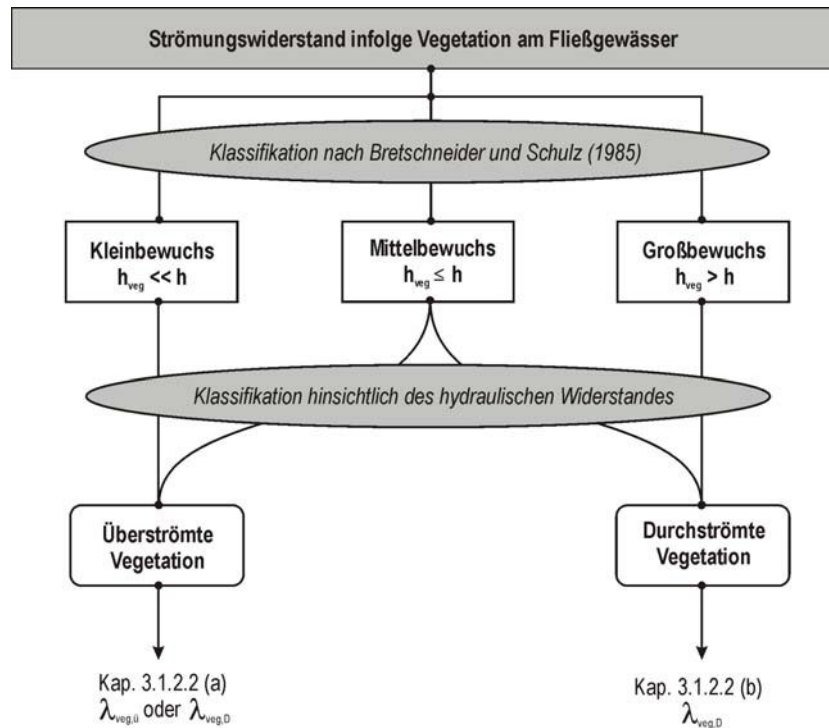 Strömungswiderstand infolge Vegetation am Fließgewässer
Klassifikation nach Bretschneider und Schulz (1985)
Kleinbewuchs
h_veg << h
Mittelbewuchs
h_veg ≤ h
Großbewuchs
h_veg > h
Klassifikation hinsichtlich des hydraulischen Widerstandes
Überströmte
Vegetation
Durchströmte
Vegetation
Kap. 3.1.2.2 (a)
λ_veg,ü oder λ_veg,D
Kap. 3.1.2.2 (b)
λ_veg,D